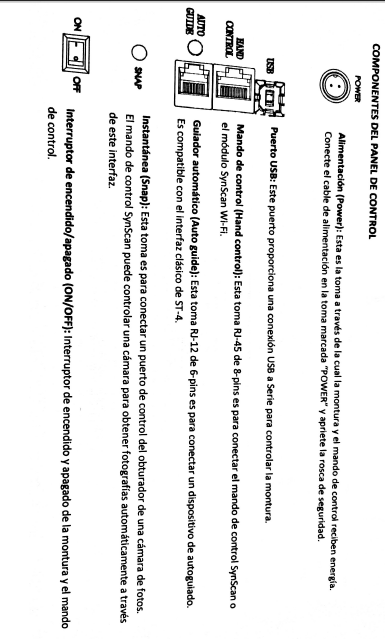 COMPONENTES DEL PANEL DE CONTROL
POWER
Alimentación (Power): Esta es la toma a través de la cual la montura y el mando de control reciben energía.
Conecte el cable de alimentación en la toma marcada "POWER" y apriete la rosca de seguridad.
USB
Puerto USB: Este puerto proporciona una conexión USB a Serie para controlar la montura.
HAND
CONTROL
Mando de control (Hand control): Esta toma RJ-45 de 8-pins es para conectar el mando de control SynScan o
el módulo SynScan Wi-Fi.
AUTO
GUIDE
Guiador automático (Auto guide): Esta toma RJ-12 de 6-pins es para conectar un dispositivo de autoguiado.
Es compatible con el interfaz clásico de ST-4.
SNAP
Instantánea (Snap): Esta toma es para conectar un puerto de control del obturador de una cámara de fotos.
El mando de control SynScan puede controlar una cámara para obtener fotografías automáticamente a través
de este interfaz.
ON
OFF
Interruptor de encendido/apagado (ON/OFF): Interruptor de encendido y apagado de la montura y el mando
de control.